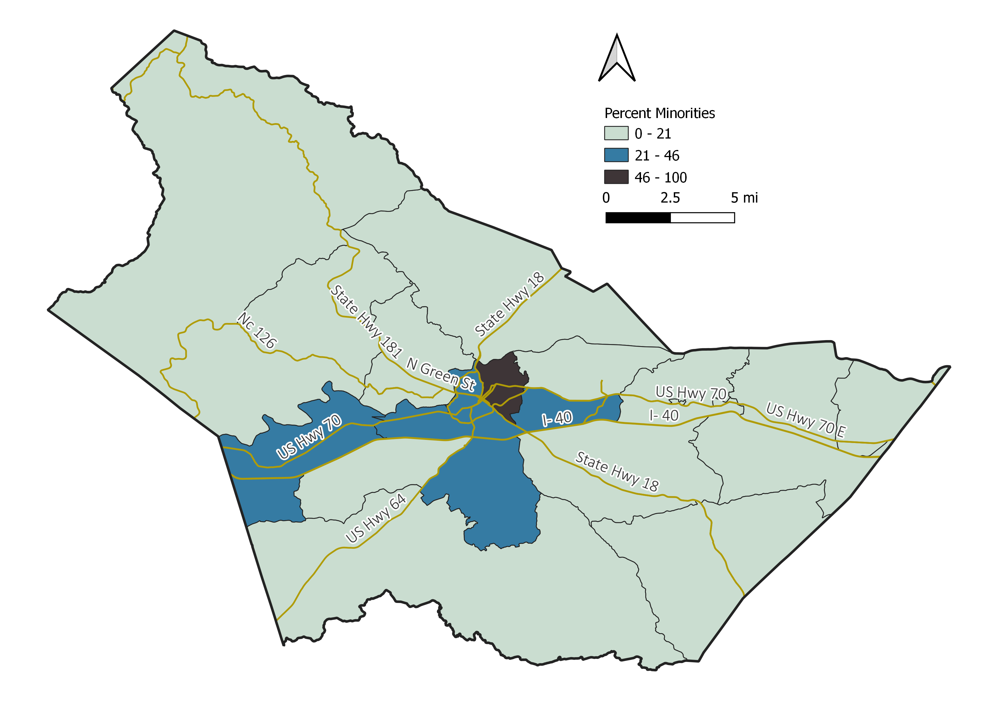 Percent Minorities
0 - 21
21 - 46
46 - 100
0 2.5 5 mi
State Hwy 18
State Hwy 181
Nc 126
N Green St
US Hwy 70
I- 40
US Hwy 70
I- 40
US Hwy 70 E
State Hwy 18
US Hwy 64